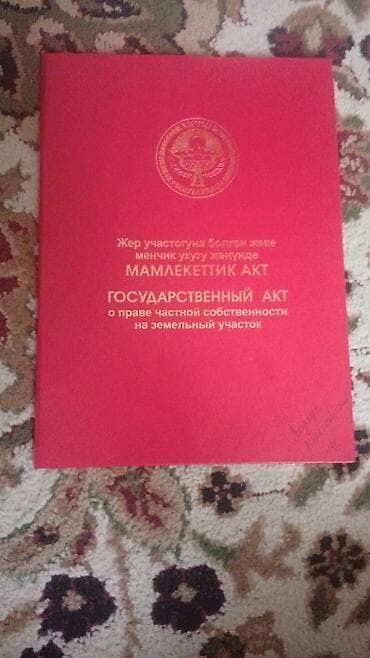 Жер участогуна болгон жеке
менчик укугу жөнүндө
МАМЛЕКЕТТИК АКТ
ГОСУДАРСТВЕННЫЙ АКТ
о праве частной собственности
на земельный участок